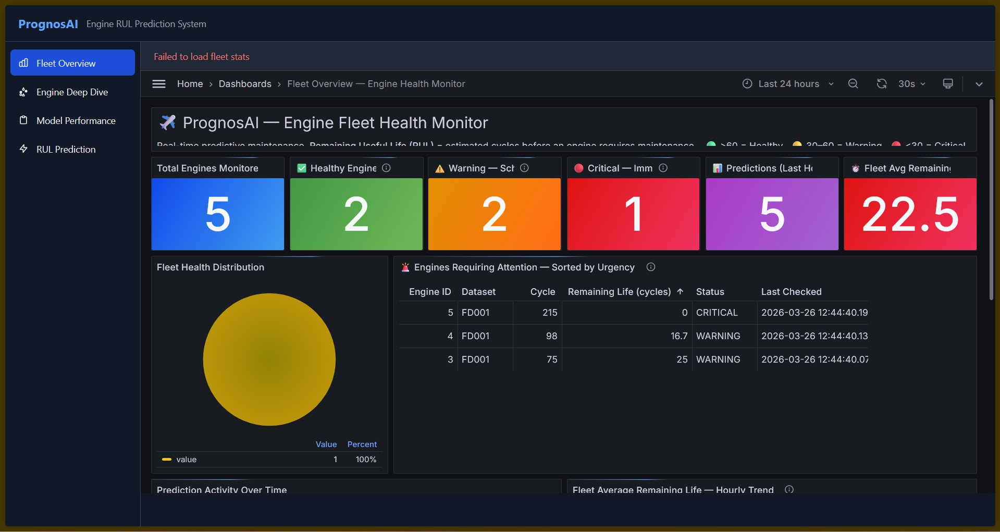 PrognosAI Engine RUL Prediction System
Fleet Overview
Engine Deep Dive
Model Performance
RUL Prediction
Failed to load fleet stats
Home › Dashboards › Fleet Overview — Engine Health Monitor
Last 24 hours
30s
PrognosAI — Engine Fleet Health Monitor
Real-time predictive maintenance. Remaining Useful Life (RUL) = estimated cycles before an engine requires maintenance. >60 = Healthy 30–60 = Warning <30 = Critical
Total Engines Monitore
5
Healthy Engine
2
Warning — Sch
2
Critical — Imm
1
Predictions (Last Ho
5
Fleet Avg Remaining
22.5
Fleet Health Distribution
Value Percent
value 1 100%
Engines Requiring Attention — Sorted by Urgency
Engine ID Dataset Cycle Remaining Life (cycles) Status Last Checked
5 FD001 215 0 CRITICAL 2026-03-26 12:44:40.19
4 FD001 98 16.7 WARNING 2026-03-26 12:44:40.13
3 FD001 75 25 WARNING 2026-03-26 12:44:40.07
Prediction Activity Over Time
Fleet Average Remaining Life — Hourly Trend